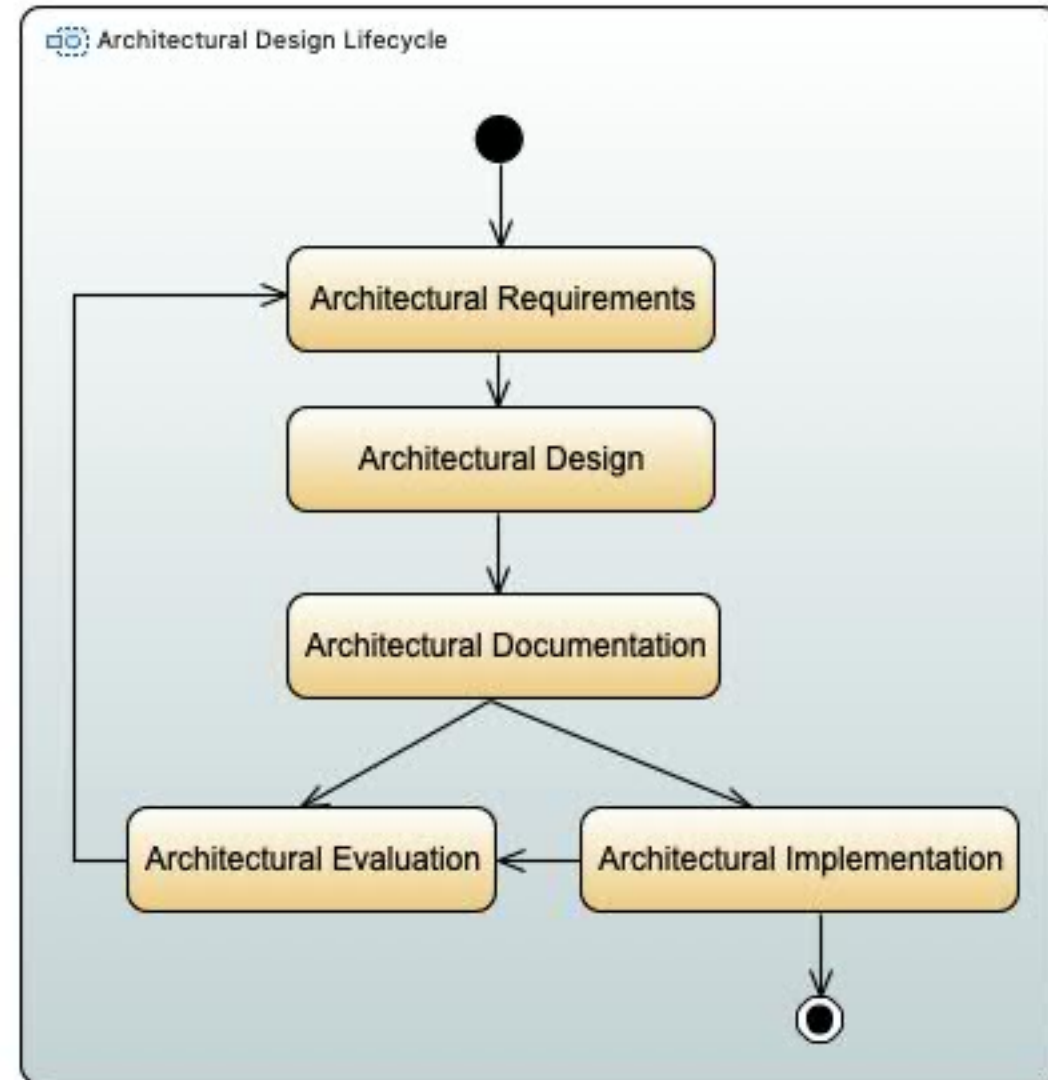 Architectural Design Lifecycle
Architectural Requirements
Architectural Design
Architectural Documentation
Architectural Evaluation
Architectural Implementation